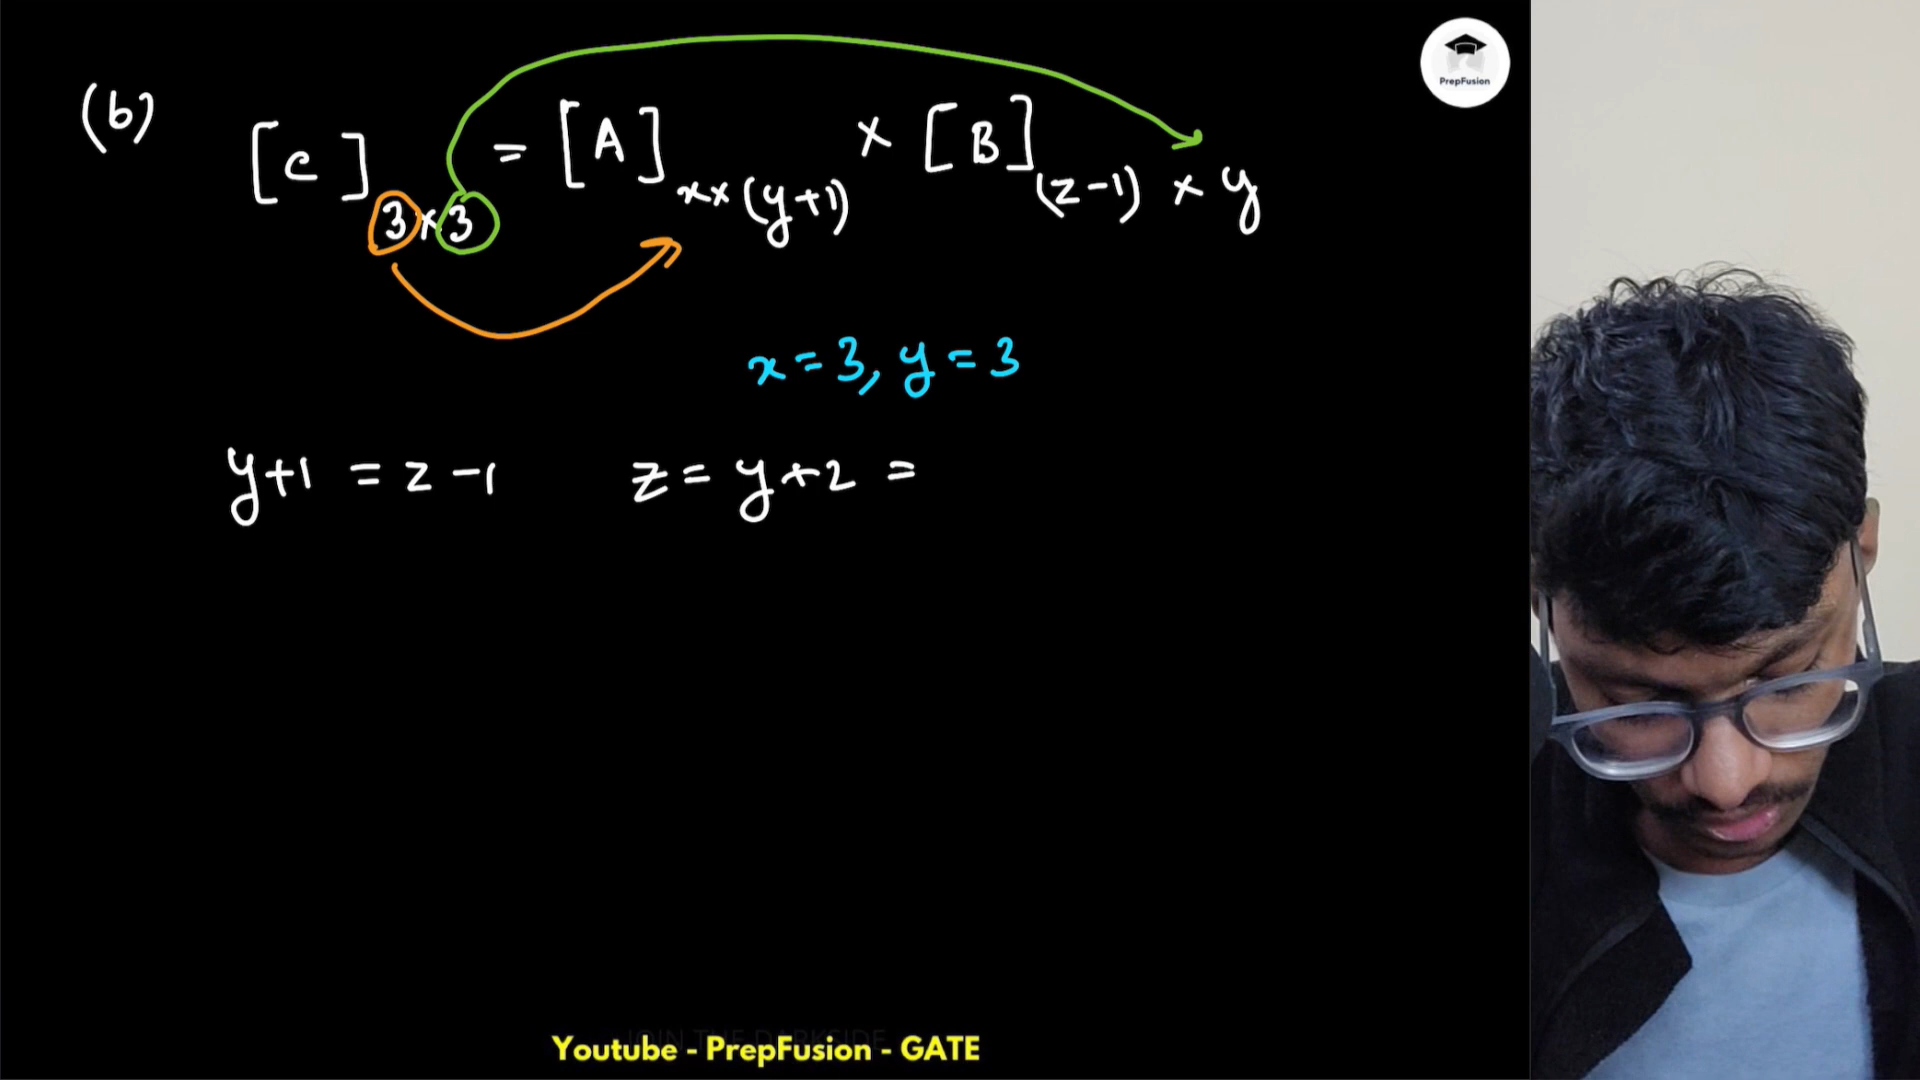 PrepFusion
(b) [C]3×3 = [A]x×(y+1) × [B](z-1)×y
x=3, y=3
y+1 = z-1 z = y+2 =
Youtube - PrepFusion - GATE